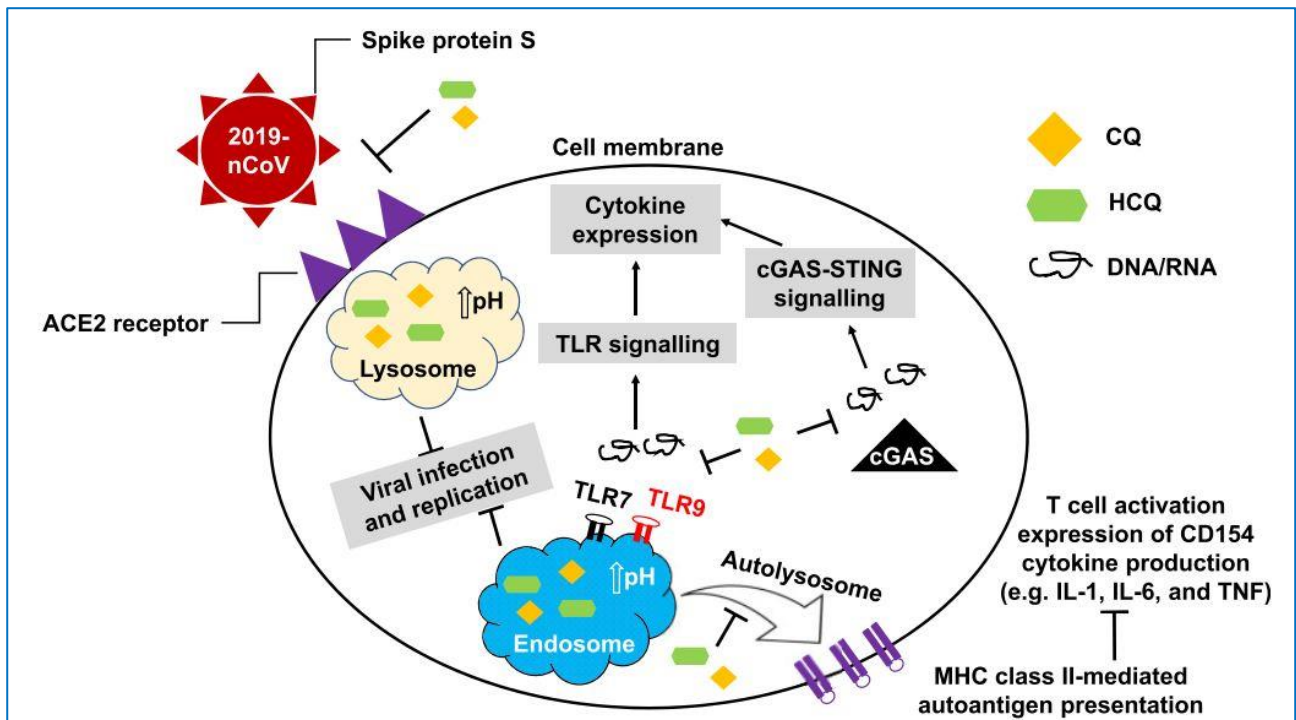 Spike protein S
2019-
nCoV
ACE2 receptor
Cell membrane
Cytokine
expression
cGAS-STING
signalling
TLR signalling
pH
Lysosome
Viral infection
and replication
TLR7
TLR9
cGAS
pH
Endosome
Autolysosome
CQ
HCQ
DNA/RNA
T cell activation
expression of CD154
cytokine production
(e.g. IL-1, IL-6, and TNF)
MHC class II-mediated
autoantigen presentation